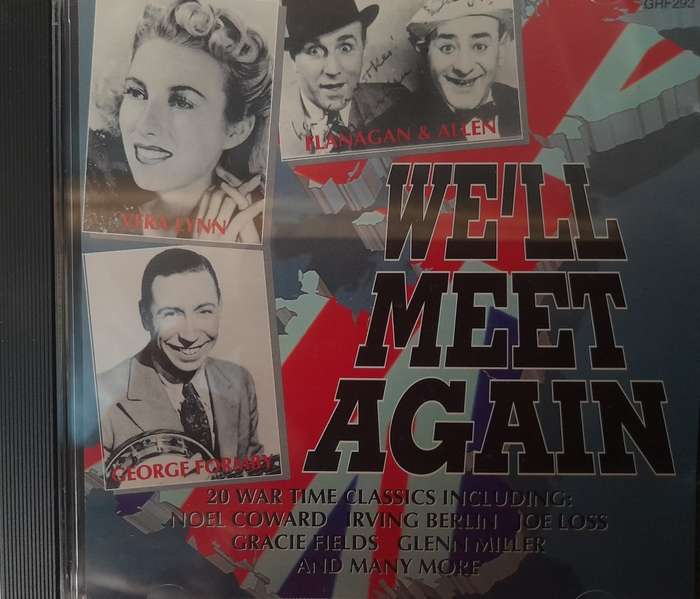 GRF292
FLANAGAN & ALLEN
VERA LYNN
WE'LL
MEET
AGAIN
GEORGE FORMBY
20 WAR TIME CLASSICS INCLUDING:
NOEL COWARD IRVING BERLIN JOE LOSS
GRACIE FIELDS GLENN MILLER
AND MANY MORE